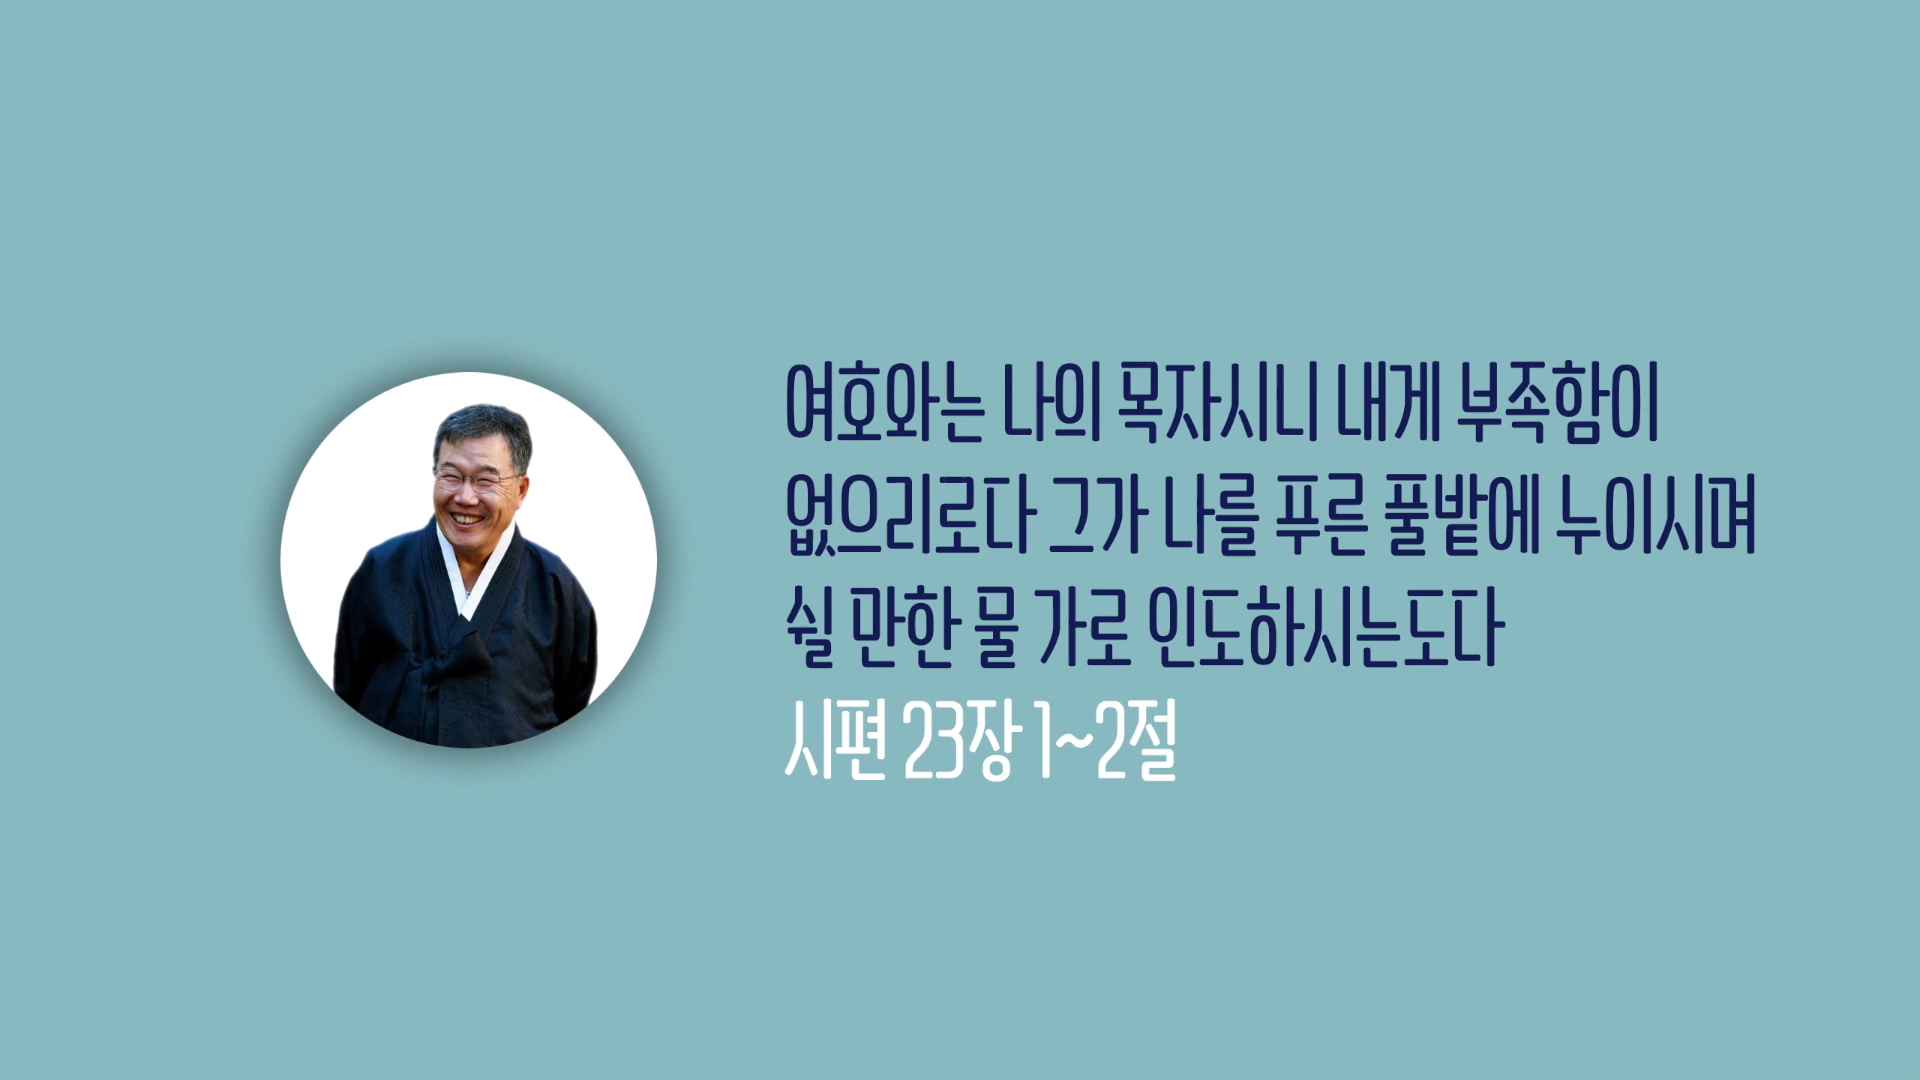 여호와는 나의 목자시니 내게 부족함이
없으리로다 그가 나를 푸른 풀밭에 누이시며
쉴 만한 물 가로 인도하시는도다
시편 23장 1~2절